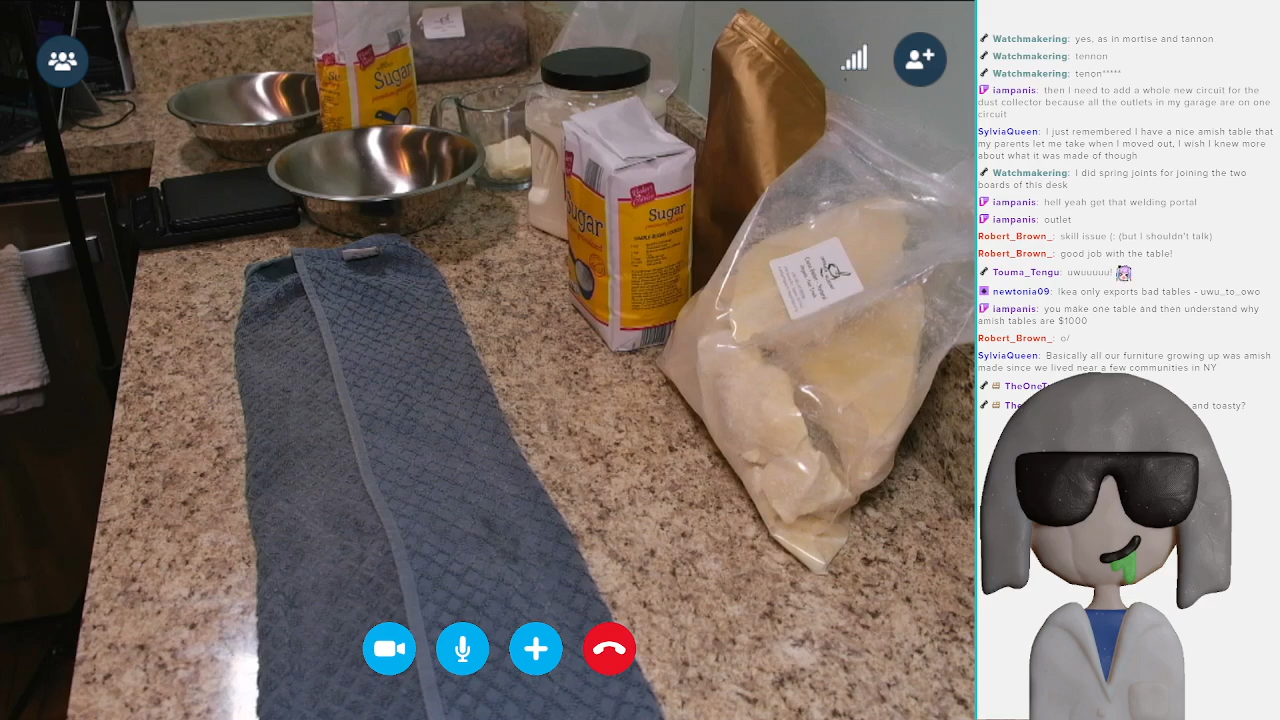 Sugar
Sugar
Sugar
Watchmakering: yes, as in mortise and tannon
Watchmakering: tennon
Watchmakering: tenon*****
iampanis: then I need to add a whole new circuit for the
dust collector because all the outlets in my garage are on one
circuit
SylviaQueen: I just remembered I have a nice amish table that
my parents let me take when I moved out, I wish I knew more
about what it was made of though
Watchmakering: I did spring joints for joining the two
boards of this desk
iampanis: hell yeah get that welding portal
iampanis: outlet
Robert_Brown_: skill issue (: (but I shouldn't talk)
Robert_Brown_: good job with the table!
Touma_Tengu: uwuuuuu!
newtonia09: Ikea only exports bad tables - uwu_to_owo
iampanis: you make one table and then understand why
amish tables are $1000
Robert_Brown_: o/
SylviaQueen: Basically all our furniture growing up was amish
made since we lived near a few communities in NY
and toasty?